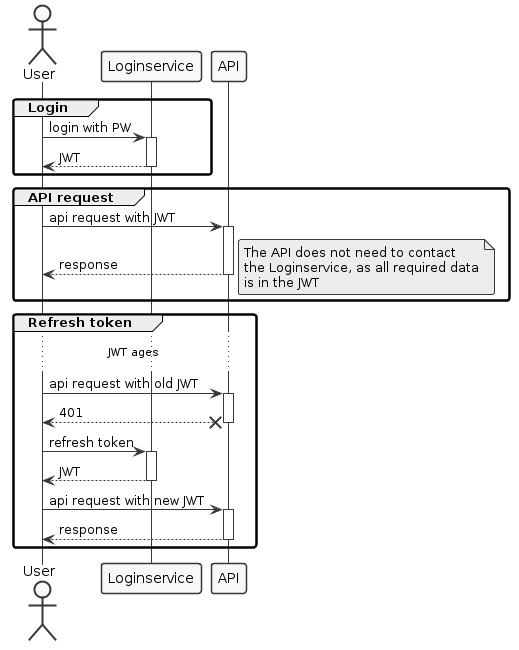 User
Loginservice
API
Login
login with PW
JWT
API request
api request with JWT
The API does not need to contact
the Loginservice, as all required data
is in the JWT
response
Refresh token
JWT ages
api request with old JWT
401
refresh token
JWT
api request with new JWT
response
User
Loginservice
API